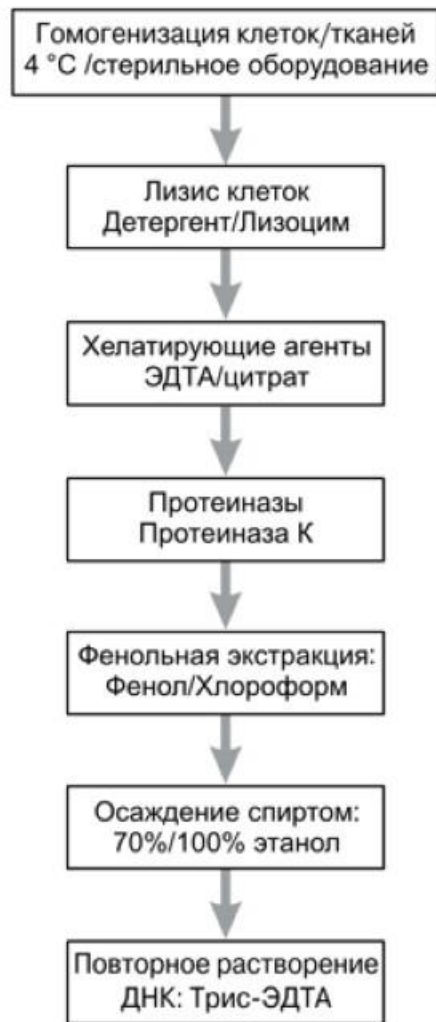 Гомогенизация клеток/тканей
4 °C /стерильное оборудование
Лизис клеток
Детергент/Лизоцим
Хелатирующие агенты
ЭДТА/цитрат
Протеиназы
Протеиназа К
Фенольная экстракция:
Фенол/Хлороформ
Осаждение спиртом:
70%/100% этанол
Повторное растворение
ДНК: Трис-ЭДТА